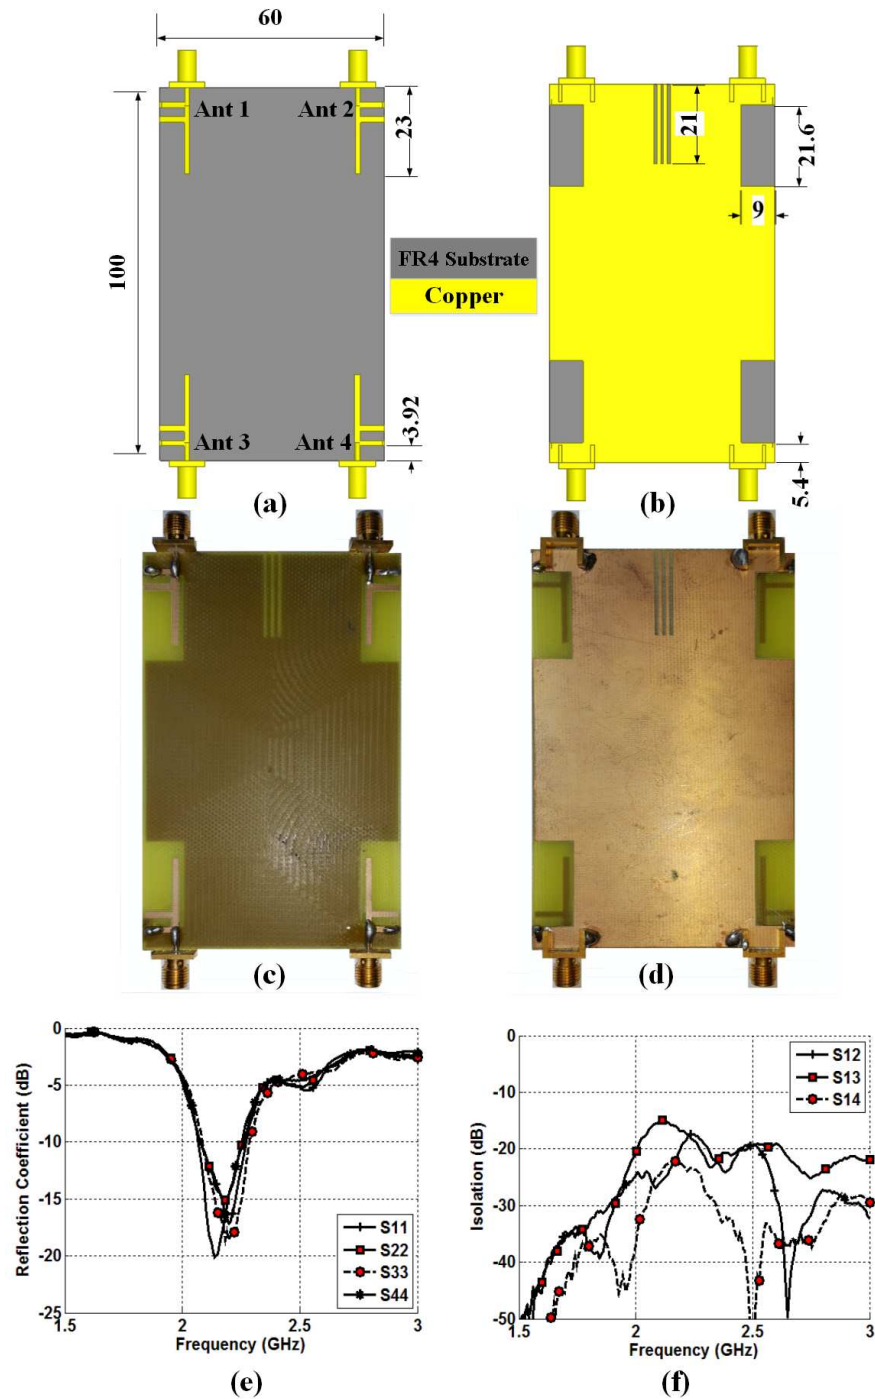 60
Ant 1
Ant 2
23
100
Ant 3
Ant 4
3.92
(a)
FR4 Substrate
Copper
21
21.6
9
5.4
(b)
(c)
(d)
0
-5
-10
-15
-20
-25
1.5
2
2.5
3
Reflection Coefficient (dB)
Frequency (GHz)
S11
S22
S33
S44
(e)
0
-10
-20
-30
-40
-50
1.5
2
2.5
3
Isolation (dB)
Frequency (GHz)
S12
S13
S14
(f)